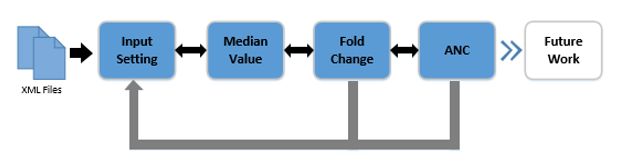 XML Files
Input
Setting
Median
Value
Fold
Change
ANC
Future
Work